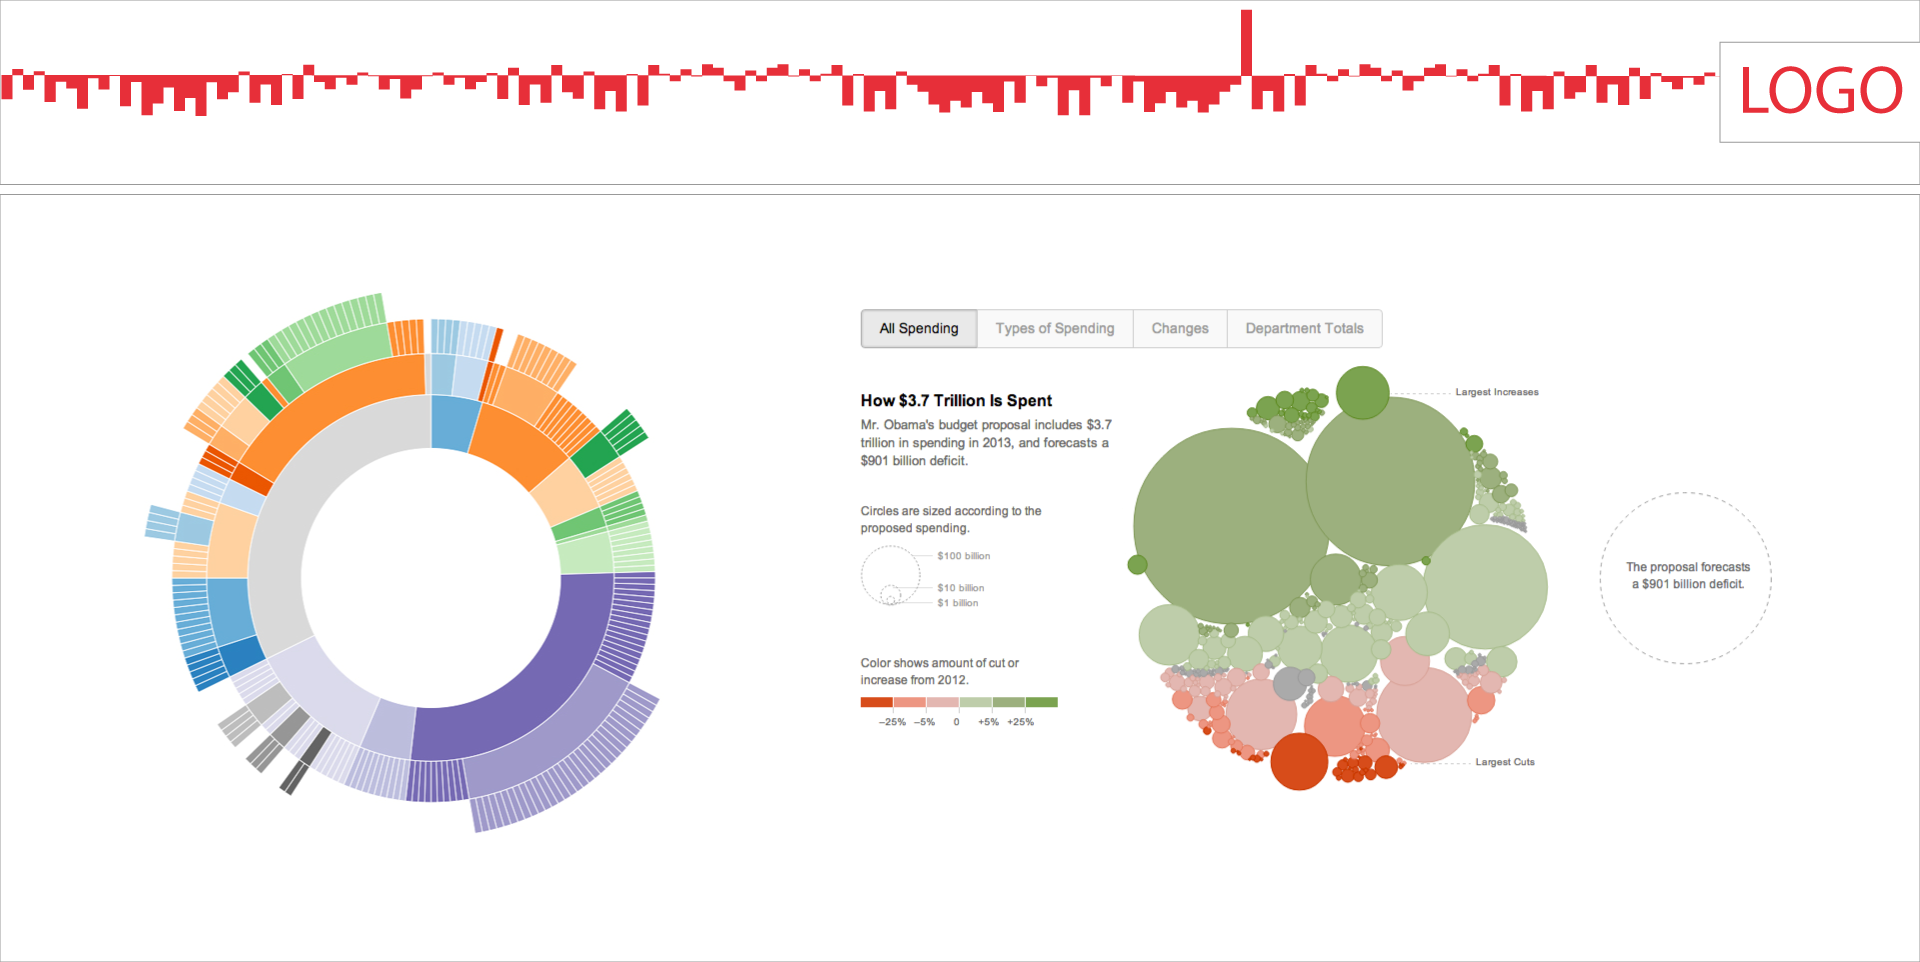 LOGO
All Spending
Types of Spending
Changes
Department Totals
How $3.7 Trillion Is Spent
Mr. Obama's budget proposal includes $3.7
trillion in spending in 2013, and forecasts a
$901 billion deficit.
Circles are sized according to the
proposed spending.
$100 billion
$10 billion
$1 billion
Color shows amount of cut or
increase from 2012.
−25% −5% 0 +5% +25%
Largest Increases
Largest Cuts
The proposal forecasts
a $901 billion deficit.